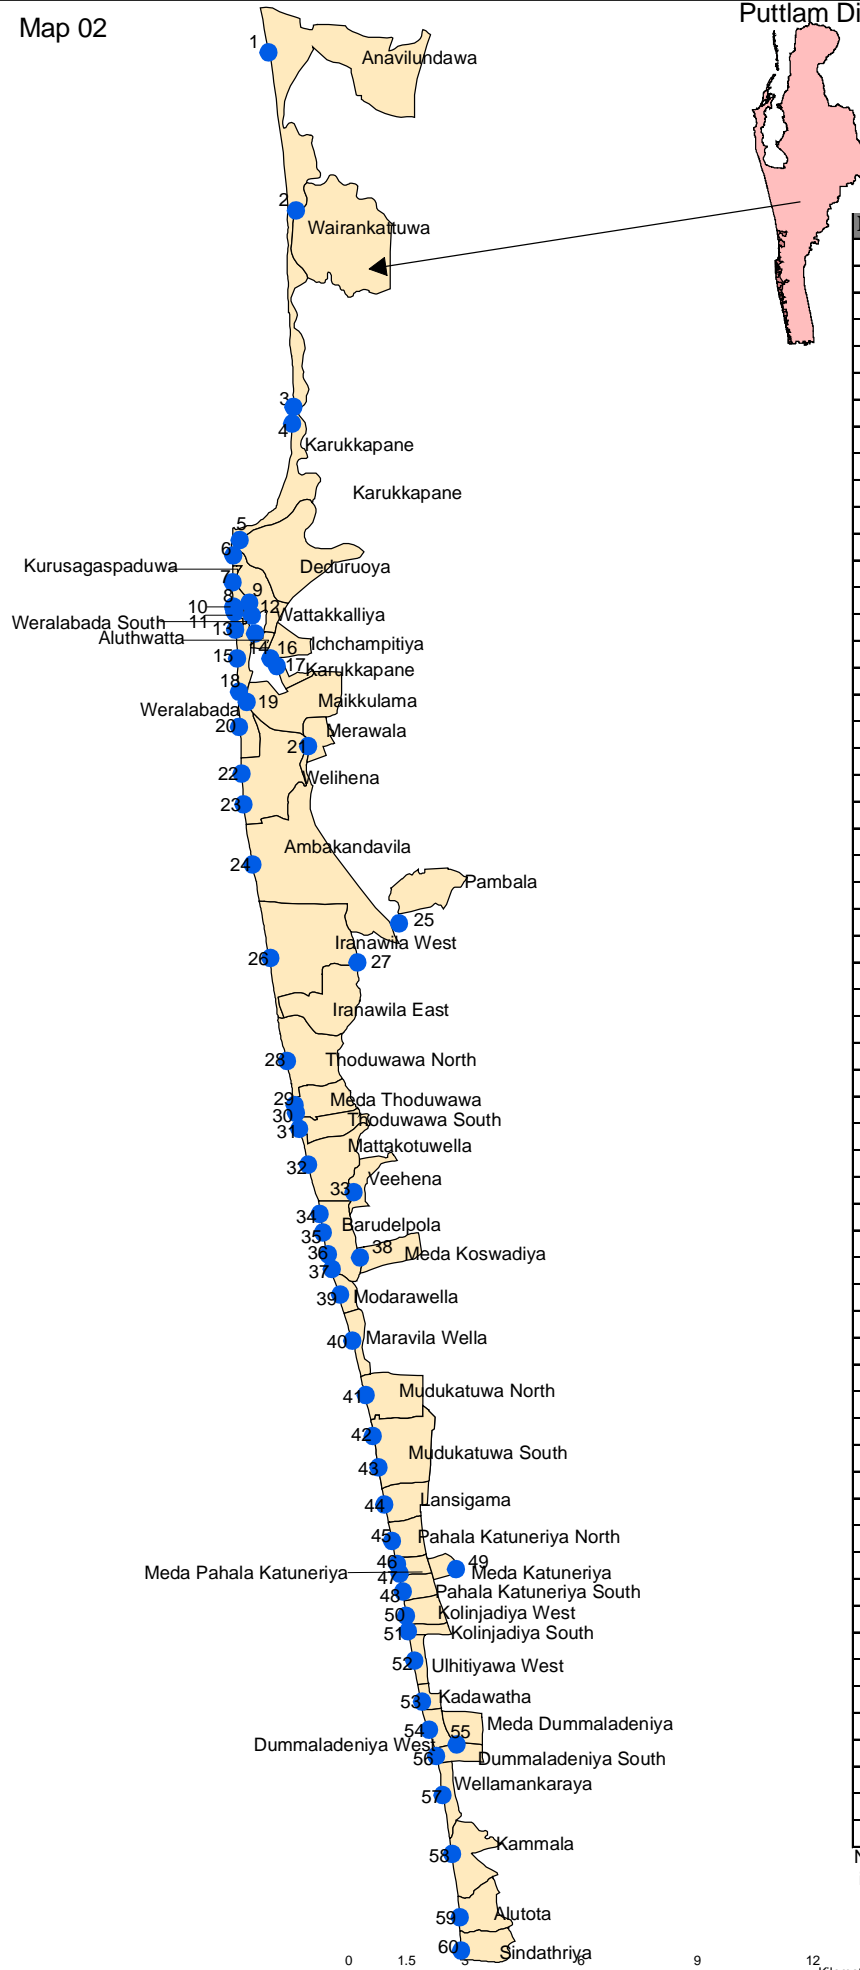 Map 02
Puttlam Di
1
Anavilundawa
2
Wairankattuwa
3
4
Karukkapane
Karukkapane
5
6
Kurusagaspaduwa
Deduruoya
7
8
9
10
12
Wattakkalliya
Weralabada South
11
13
Aluthwatta
14
16
Ichchampitiya
15
17
Karukkapane
18
19
Maikkulama
Weralabada
20
Merawala
21
22
Welihena
23
Ambakandavila
24
Pambala
25
Iranawila West
26
27
Iranawila East
28
Thoduwawa North
29
Meda Thoduwawa
30
Thoduwawa South
31
Mattakotuwella
32
Veehena
33
34
Barudelpola
35
36
38
Meda Koswadiya
37
39
Modarawella
40
Maravila Wella
41
Mudukatuwa North
42
Mudukatuwa South
43
44
Lansigama
45
Pahala Katuneriya North
46
49
Meda Pahala Katuneriya
47
Meda Katuneriya
48
Pahala Katuneriya South
50
Kolinjadiya West
51
Kolinjadiya South
52
Ulhitiyawa West
53
Kadawatha
54
55
Meda Dummaladeniya
Dummaladeniya West
56
Dummaladeniya South
57
Wellamankaraya
58
Kammala
59
Alutota
60
Sindathriya
0 1.5 3 6 9 12